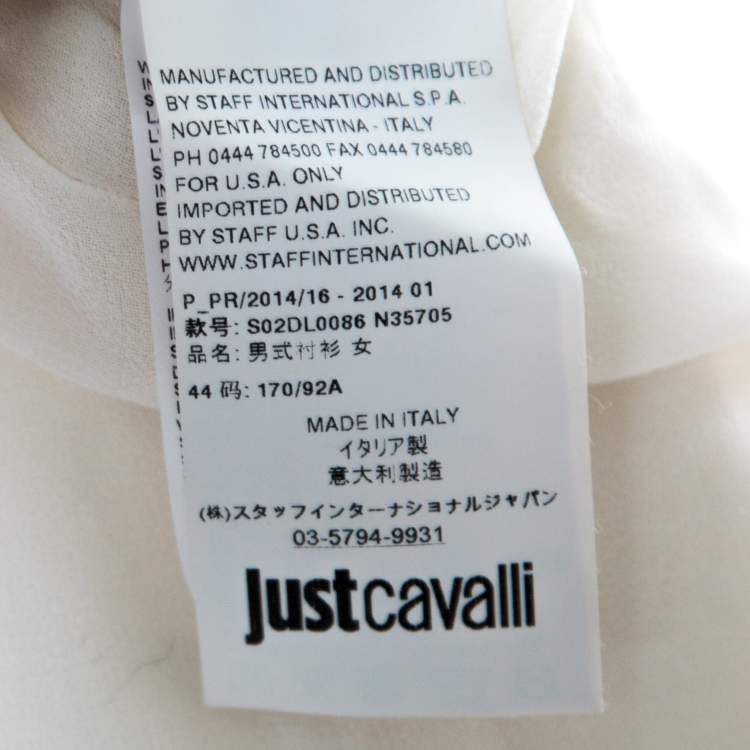 MANUFACTURED AND DISTRIBUTED
BY STAFF INTERNATIONAL S.P.A.
NOVENTA VICENTINA - ITALY
PH 0444 784500 FAX 0444 784580
FOR U.S.A. ONLY
IMPORTED AND DISTRIBUTED
BY STAFF U.S.A. INC.
WWW.STAFFINTERNATIONAL.COM
P_PR/2014/16 - 2014 01
款号: S02DL0086 N35705
品名: 男式衬衫 女
44 码: 170/92A
MADE IN ITALY
イタリア製
意大利製造
(株)スタッフインターナショナルジャパン
03-5794-9931
justcavalli